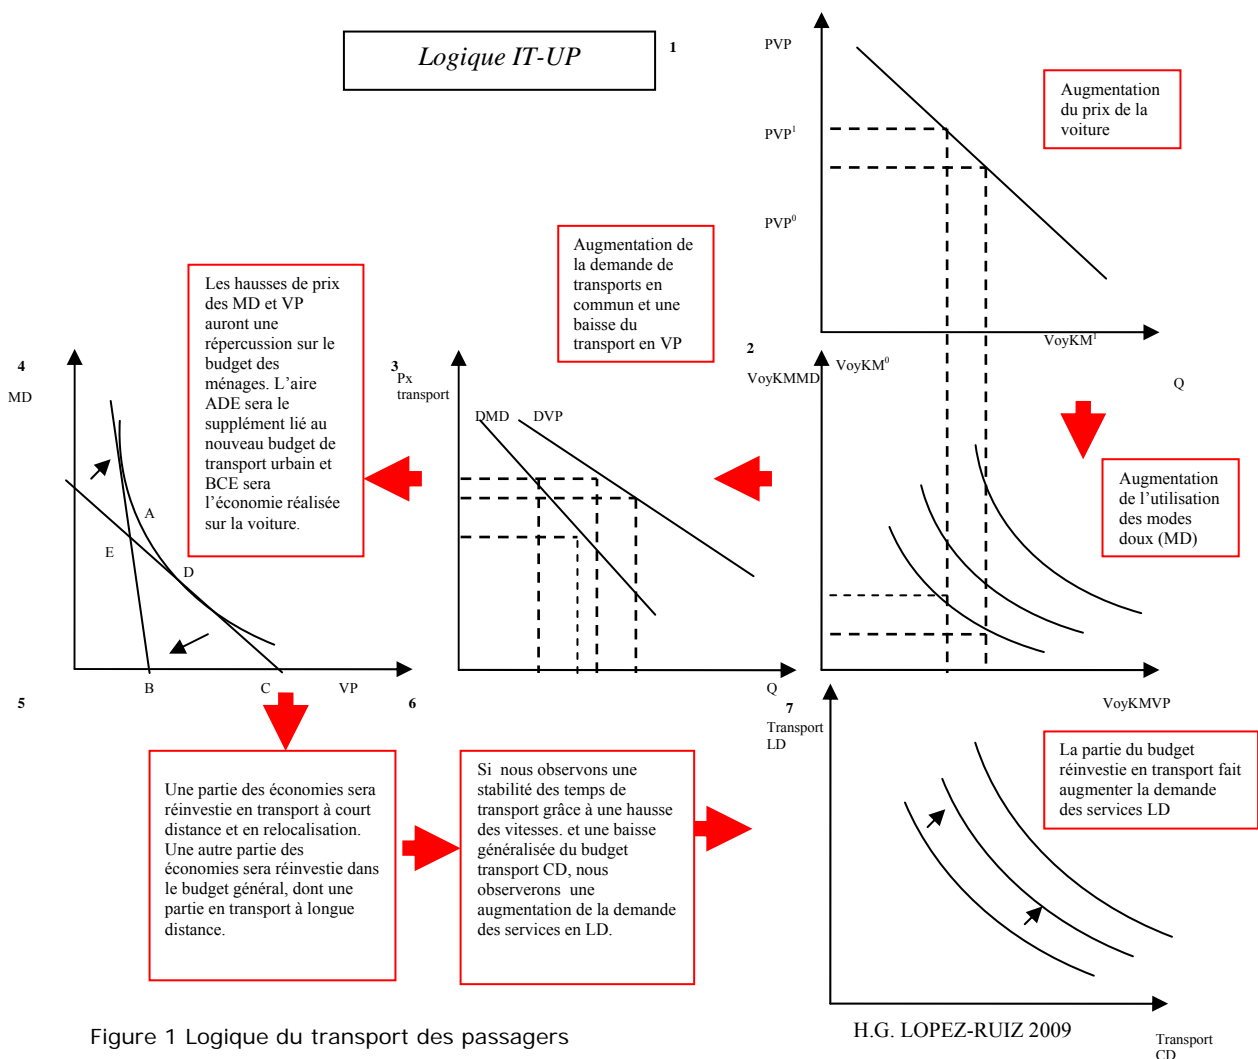 Logique IT-UP
1
PVP
PVP1
PVP0
Augmentation
du prix de la
voiture
VoyKM1
Q
2
VoyKMMD
VoyKM0
Augmentation
de l'utilisation
des modes
doux (MD)
VoyKMVP
Augmentation de
la demande de
transports en
commun et une
baisse du
transport en VP
3
Px
transport
DMD
DVP
Q
Les hausses de prix
des MD et VP
auront une
répercussion sur le
budget des
ménages. L'aire
ADE sera le
supplément lié au
nouveau budget de
transport urbain et
BCE sera
l'économie réalisée
sur la voiture.
4
MD
A
E
D
B
C
VP
5
Une partie des économies sera
réinvestie en transport à court
distance et en relocalisation.
Une autre partie des
économies sera réinvestie dans
le budget général, dont une
partie en transport à longue
distance.
6
Si nous observons une
stabilité des temps de
transport grâce à une hausse
des vitesses. et une baisse
généralisée du budget
transport CD, nous
observerons une
augmentation de la demande
des services en LD.
7
Transport
LD
La partie du budget
réinvestie en transport fait
augmenter la demande
des services LD
Transport
CD
H.G. LOPEZ-RUIZ 2009
Figure 1 Logique du transport des passagers